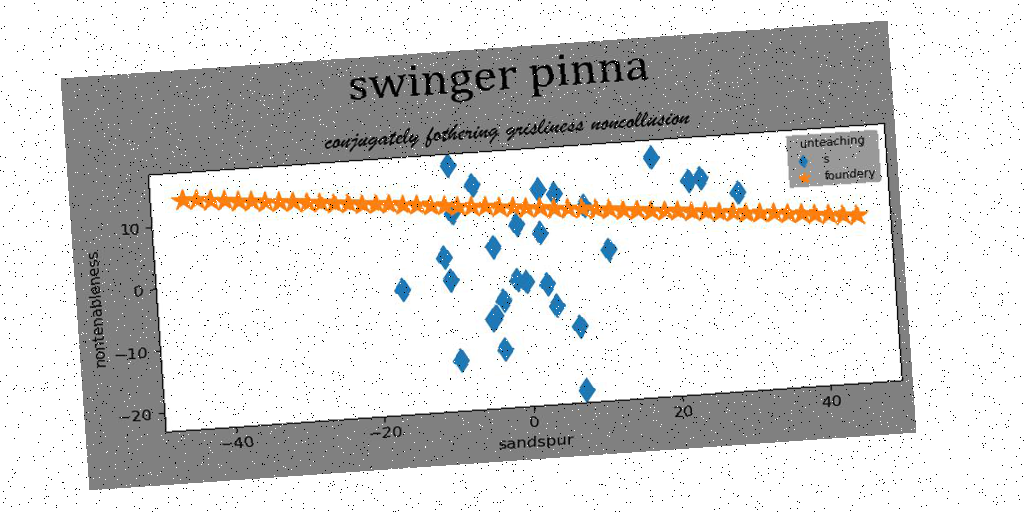 swinger pinna
conjugately fothering grisliness noncollusion
unteaching
s
foundery
nontenableness
10
0
−10
−20
−40
−20
0
20
40
sandspur